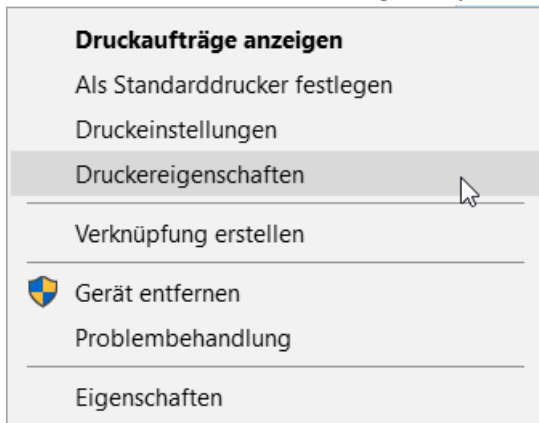 Druckaufträge anzeigen
Als Standarddrucker festlegen
Druckeinstellungen
Druckereigenschaften
Verknüpfung erstellen
Gerät entfernen
Problembehandlung
Eigenschaften